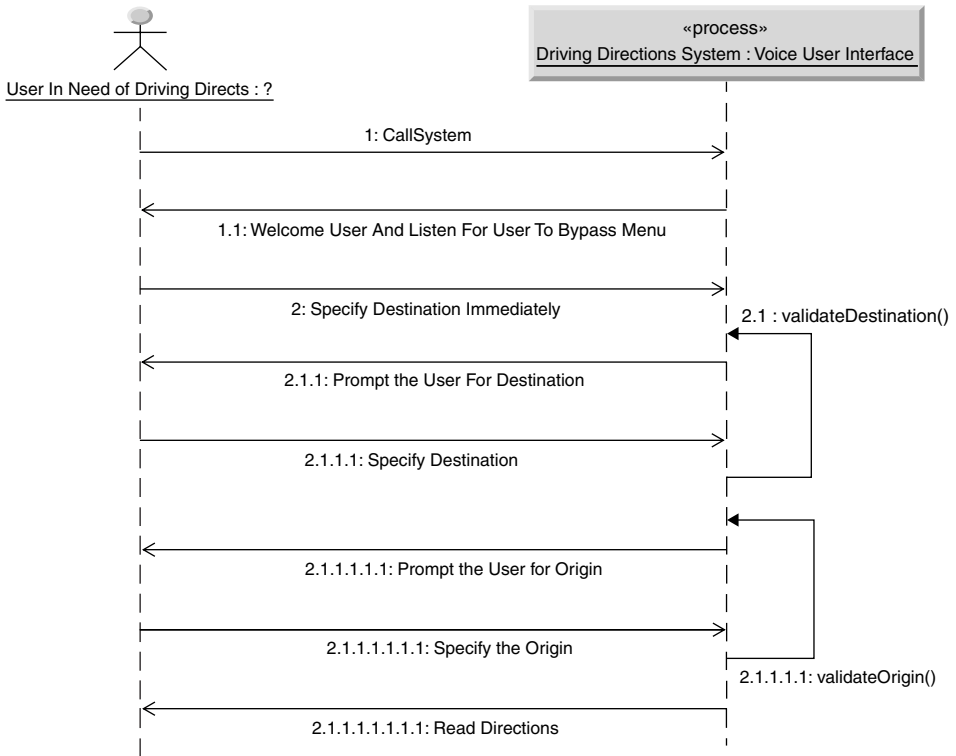 «process»
Driving Directions System : Voice User Interface
User In Need of Driving Directs : ?
1: CallSystem
1.1: Welcome User And Listen For User To Bypass Menu
2: Specify Destination Immediately
2.1 : validateDestination()
2.1.1: Prompt the User For Destination
2.1.1.1: Specify Destination
2.1.1.1.1.1: Prompt the User for Origin
2.1.1.1.1.1.1: Specify the Origin
2.1.1.1.1: validateOrigin()
2.1.1.1.1.1.1.1: Read Directions